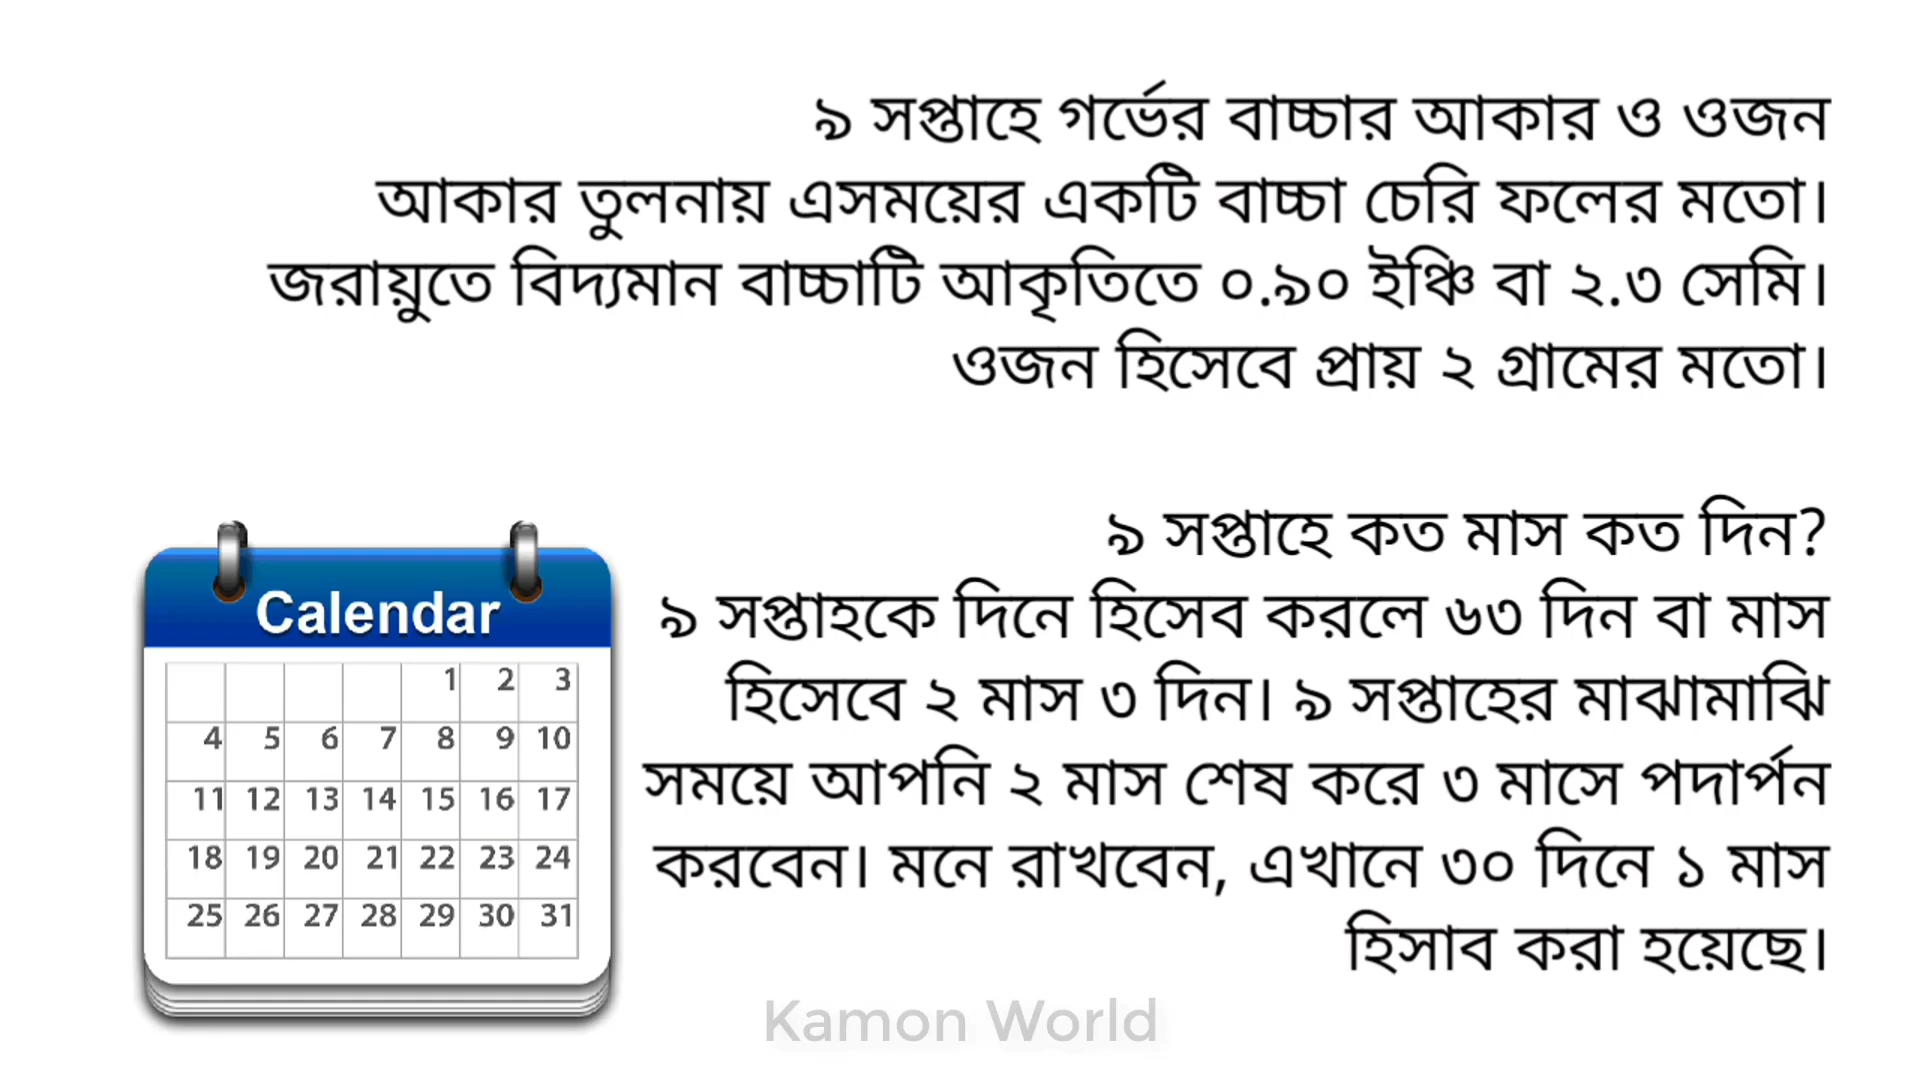 ৯ সপ্তাহে গর্ভের বাচ্চার আকার ও ওজন
আকার তুলনায় এসময়ের একটি বাচ্চা চেরি ফলের মতো।
জরায়ুতে বিদ্যমান বাচ্চাটি আকৃতিতে ০.৯০ ইঞ্চি বা ২.৩ সেমি।
ওজন হিসেবে প্রায় ২ গ্রামের মতো।
৯ সপ্তাহে কত মাস কত দিন?
৯ সপ্তাহকে দিনে হিসেব করলে ৬৩ দিন বা মাস
হিসেবে ২ মাস ৩ দিন। ৯ সপ্তাহের মাঝামাঝি
সময়ে আপনি ২ মাস শেষ করে ৩ মাসে পদার্পন
করবেন। মনে রাখবেন, এখানে ৩০ দিনে ১ মাস
হিসাব করা হয়েছে।
Calendar
1 2 3
4 5 6 7 8 9 10
11 12 13 14 15 16 17
18 19 20 21 22 23 24
25 26 27 28 29 30 31
Kamon World